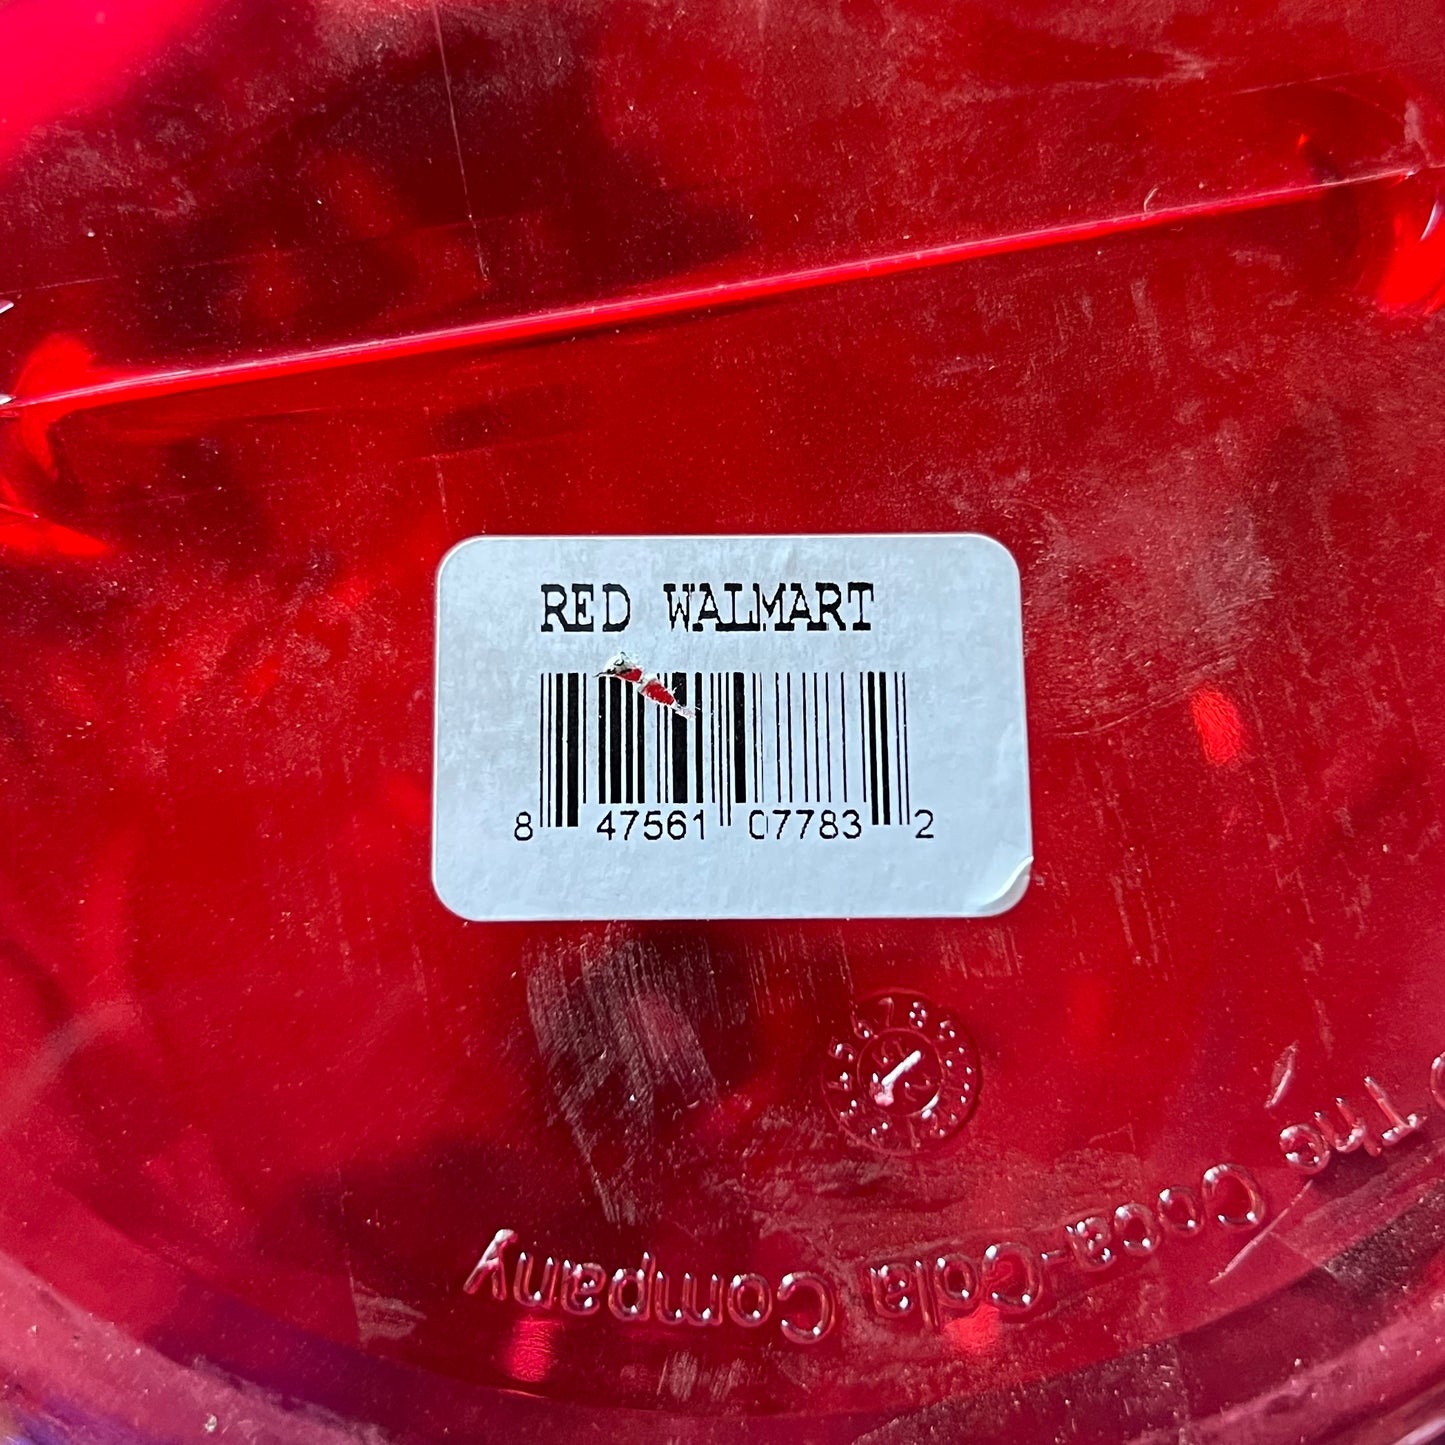 RED WALMART
8 47561 07783 2
The Coca-Cola Company